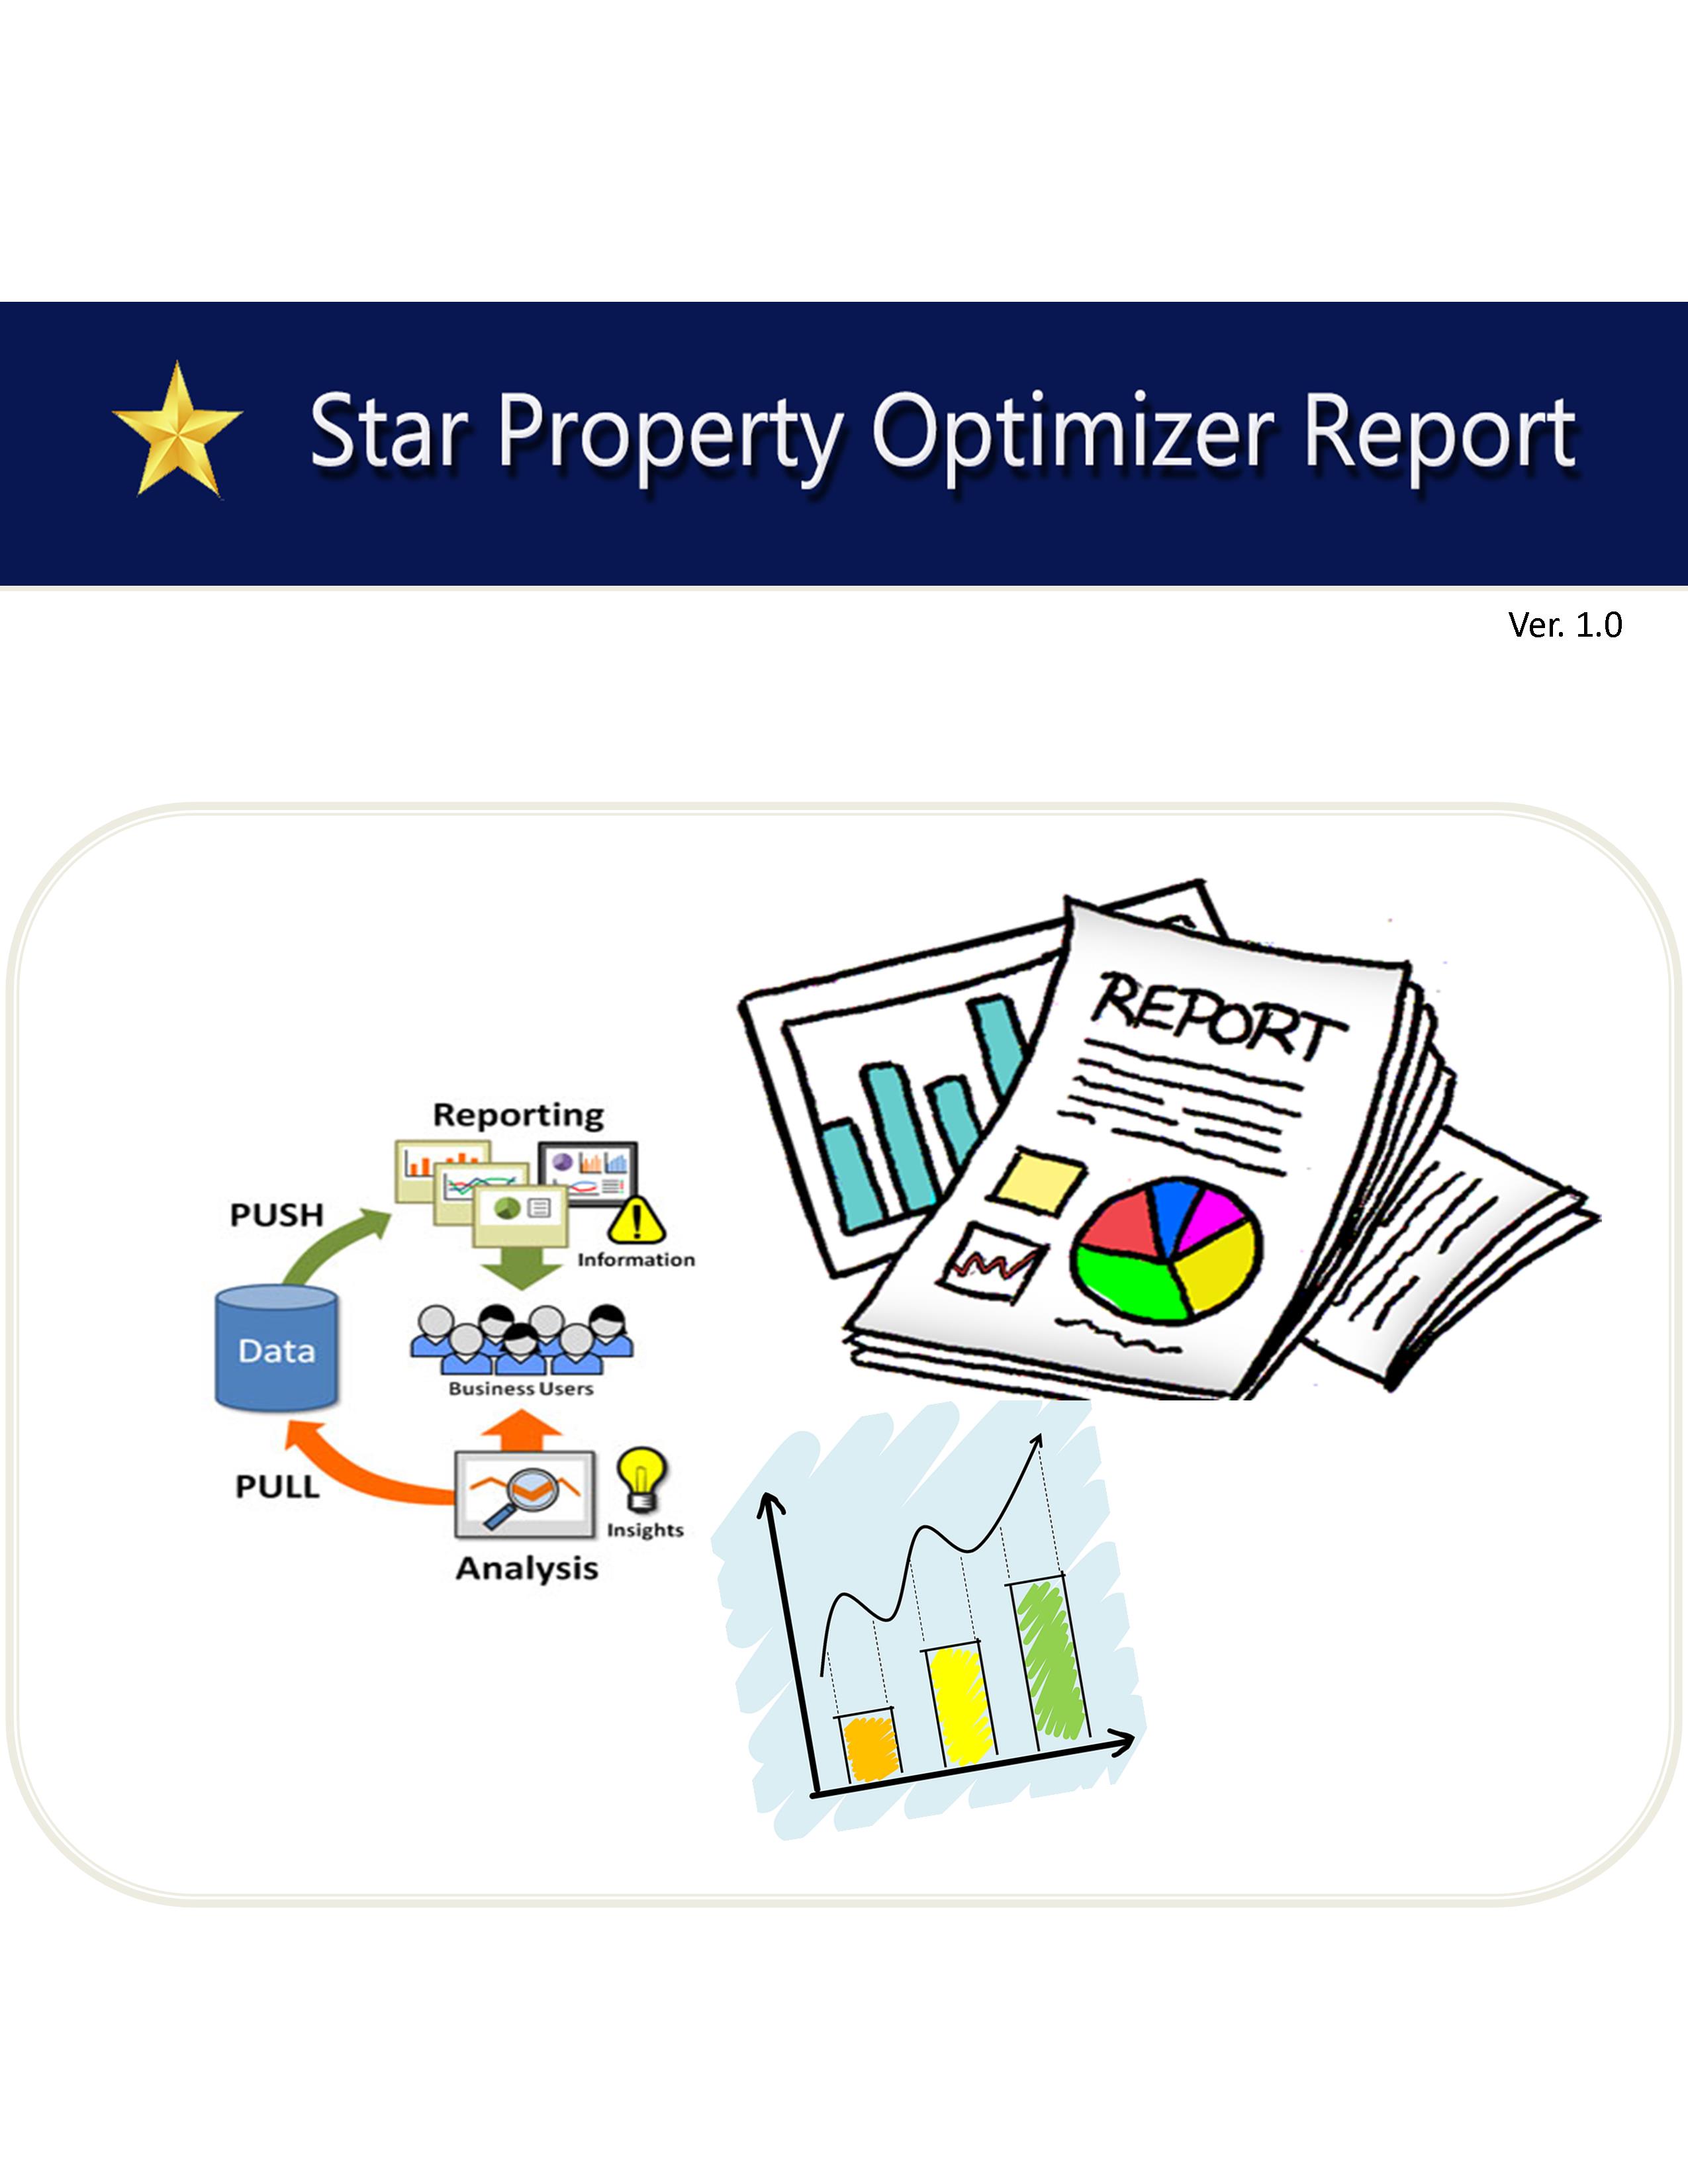 Star Property Optimizer Report
Ver. 1.0
REPORT
Reporting
PUSH
Information
Data
Business Users
PULL
Insights
Analysis